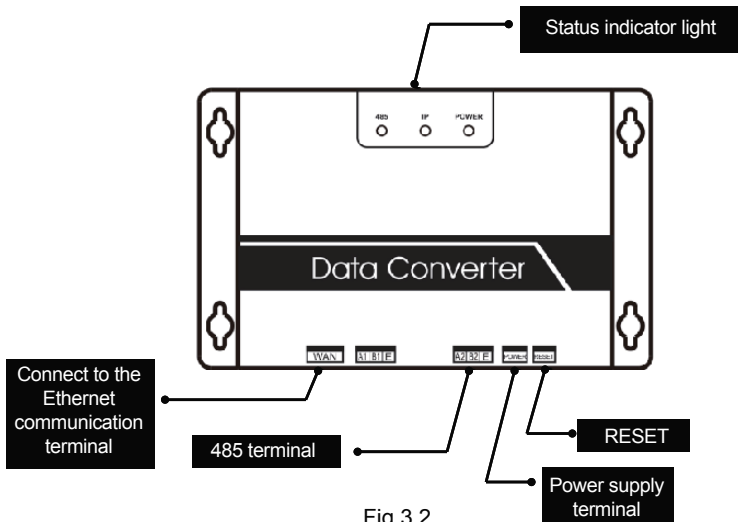 Status indicator light
485 IP POWER
Data Converter
WAN A1 B1 E A2 B2 E POWER RESET
Connect to the
Ethernet
communication
terminal
485 terminal
RESET
Power supply
terminal
Fig 3.2